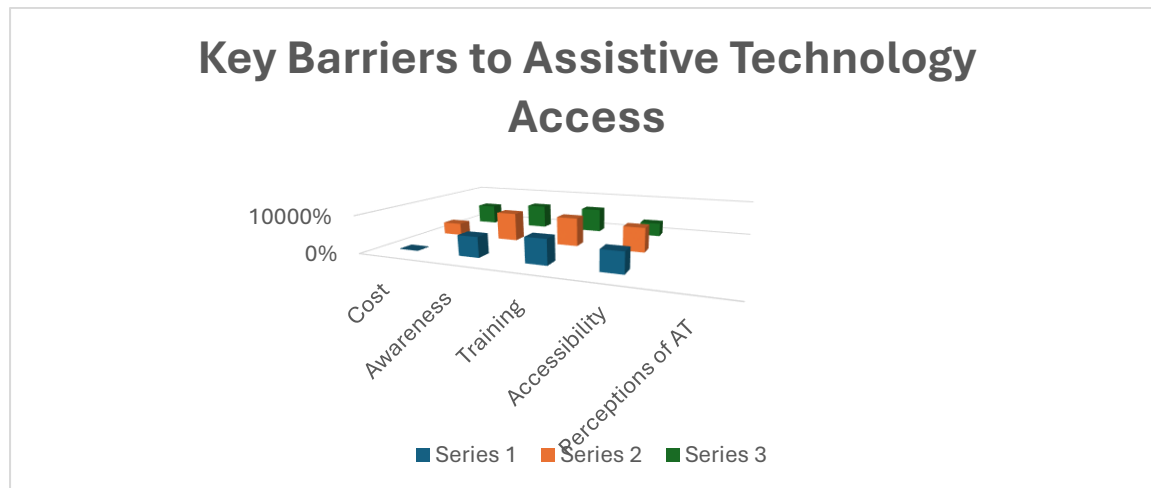 Key Barriers to Assistive Technology
Access
10000%
0%
Cost
Awareness
Training
Accessibility
Perceptions of AT
Series 1 Series 2 Series 3